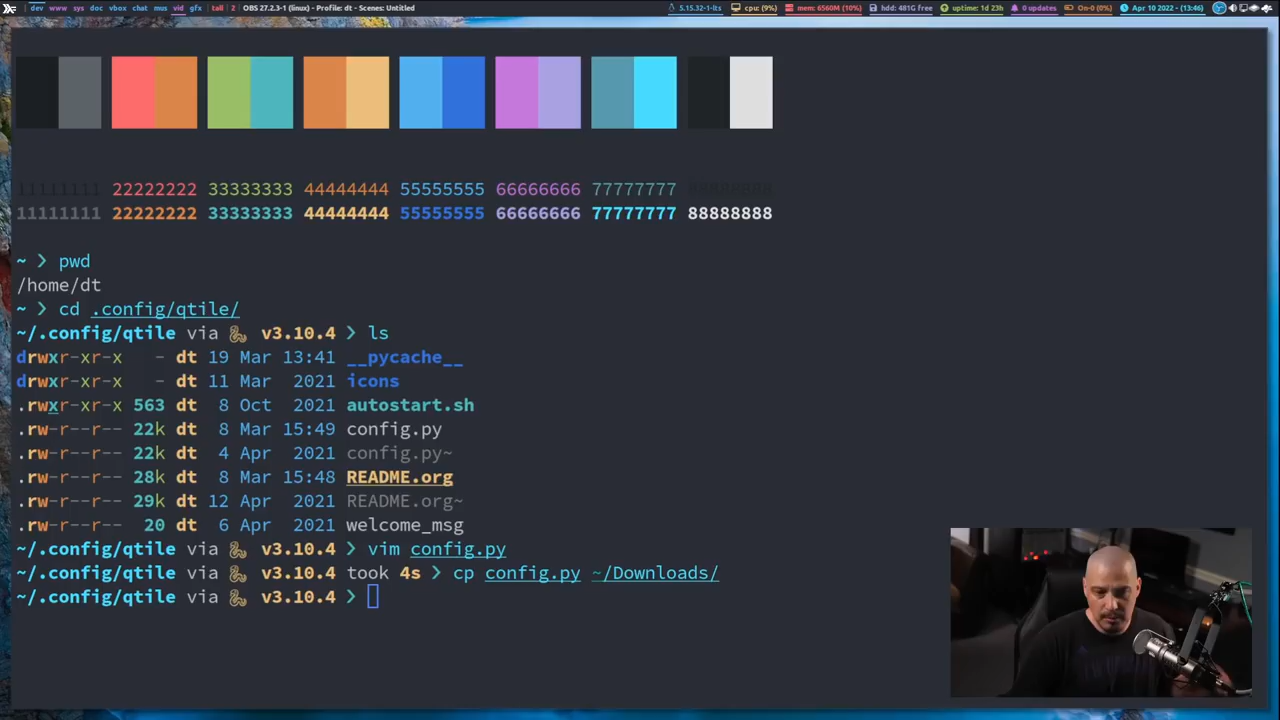 dev www sys doc vbox chat mus vid gfx tall 2 OBS 27.2.3-1 (linux) - Profile: dt - Scenes: Untitled 5.15.32-1-lts cpu: (9%) mem: 6560M (10%) hdd: 481G free uptime: 1d 23h 0 updates On-0 (0%) Apr 10 2022 - (13:46)
11111111 22222222 33333333 44444444 55555555 66666666 77777777 88888888
11111111 22222222 33333333 44444444 55555555 66666666 77777777 88888888
~ ❯ pwd
/home/dt
~ ❯ cd .config/qtile/
~/.config/qtile via 🐍 v3.10.4 ❯ ls
drwxr-xr-x - dt 19 Mar 13:41 __pycache__
drwxr-xr-x - dt 11 Mar 2021 icons
.rwxr-xr-x 563 dt 8 Oct 2021 autostart.sh
.rw-r--r-- 22k dt 8 Mar 15:49 config.py
.rw-r--r-- 22k dt 4 Apr 2021 config.py~
.rw-r--r-- 28k dt 8 Mar 15:48 README.org
.rw-r--r-- 29k dt 12 Apr 2021 README.org~
.rw-r--r-- 20 dt 6 Apr 2021 welcome_msg
~/.config/qtile via 🐍 v3.10.4 ❯ vim config.py
~/.config/qtile via 🐍 v3.10.4 took 4s ❯ cp config.py ~/Downloads/
~/.config/qtile via 🐍 v3.10.4 ❯